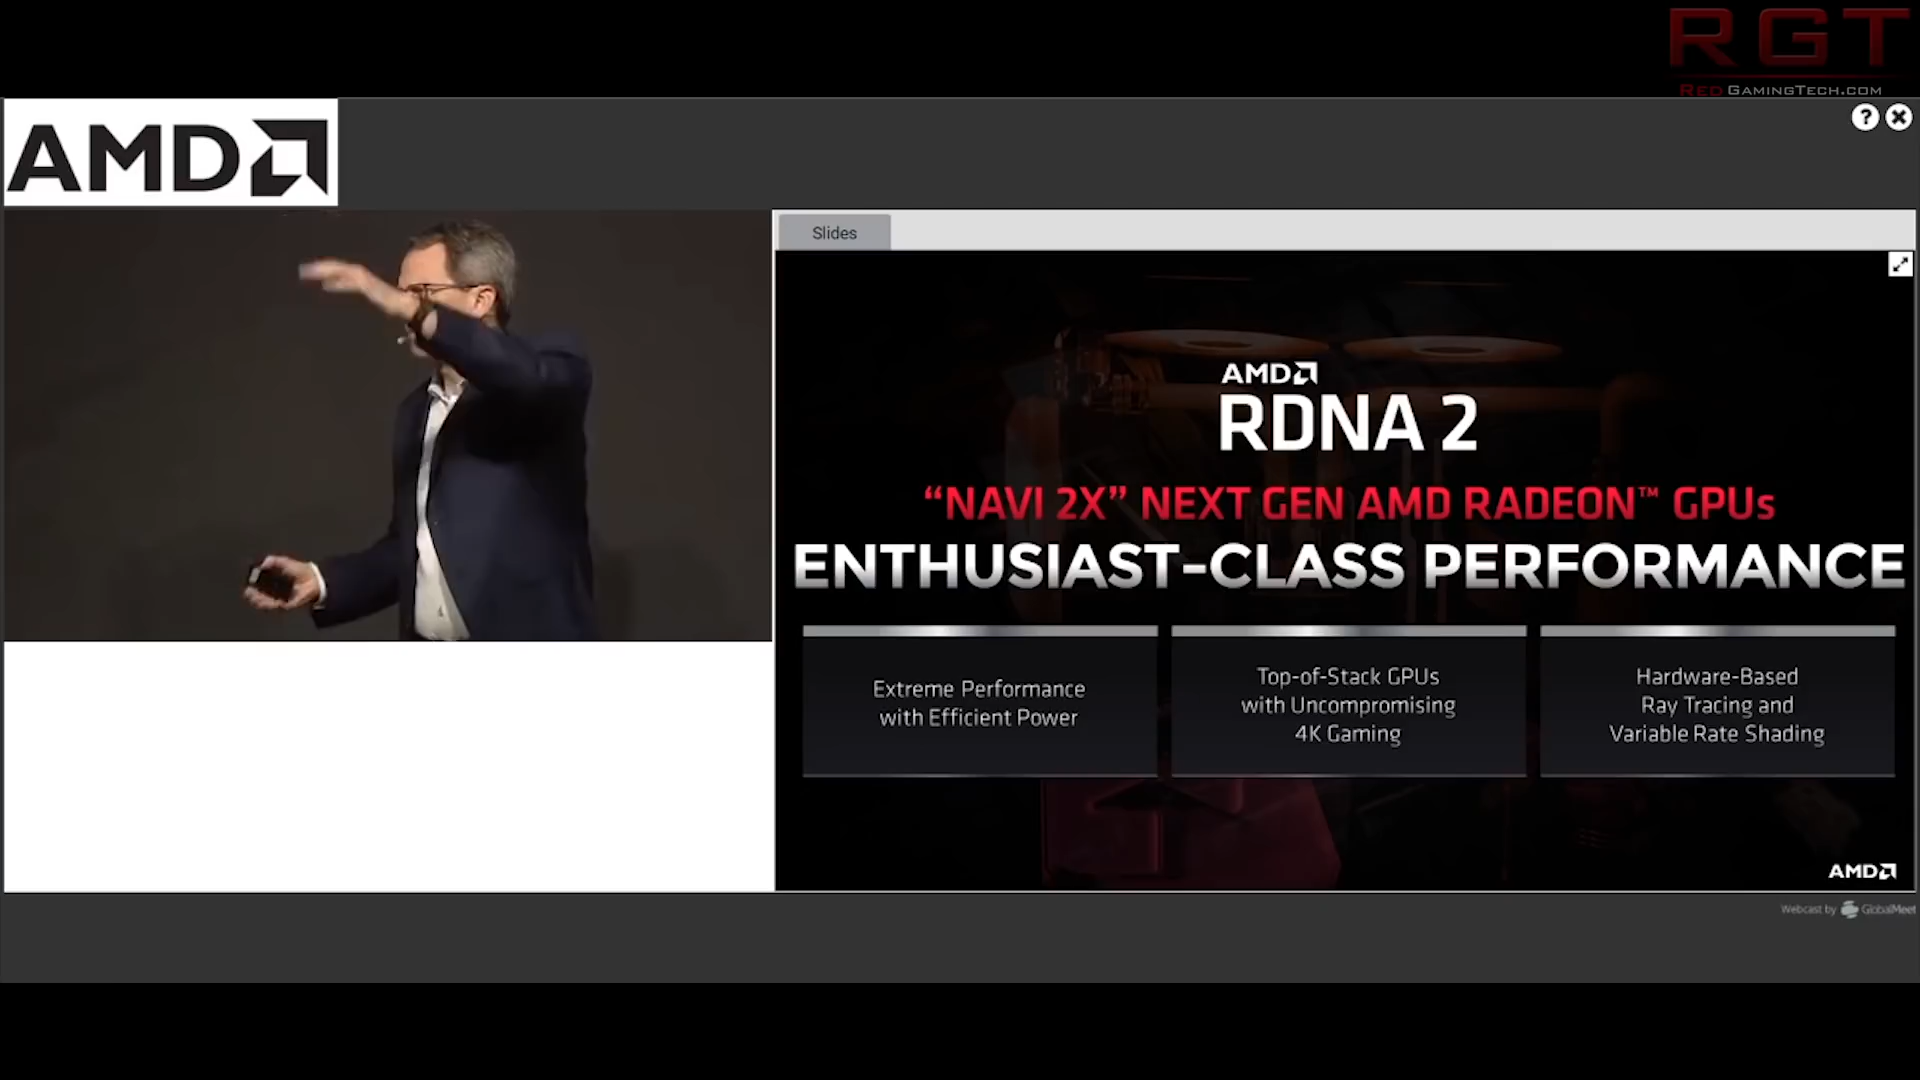 RGT
REDGAMINGTECH.COM
AMD
Slides
AMD
RDNA 2
“NAVI 2X” NEXT GEN AMD RADEON™ GPUs
ENTHUSIAST-CLASS PERFORMANCE
Extreme Performance
with Efficient Power
Top-of-Stack GPUs
with Uncompromising
4K Gaming
Hardware-Based
Ray Tracing and
Variable Rate Shading
AMD
Webcast by GlobalMeet